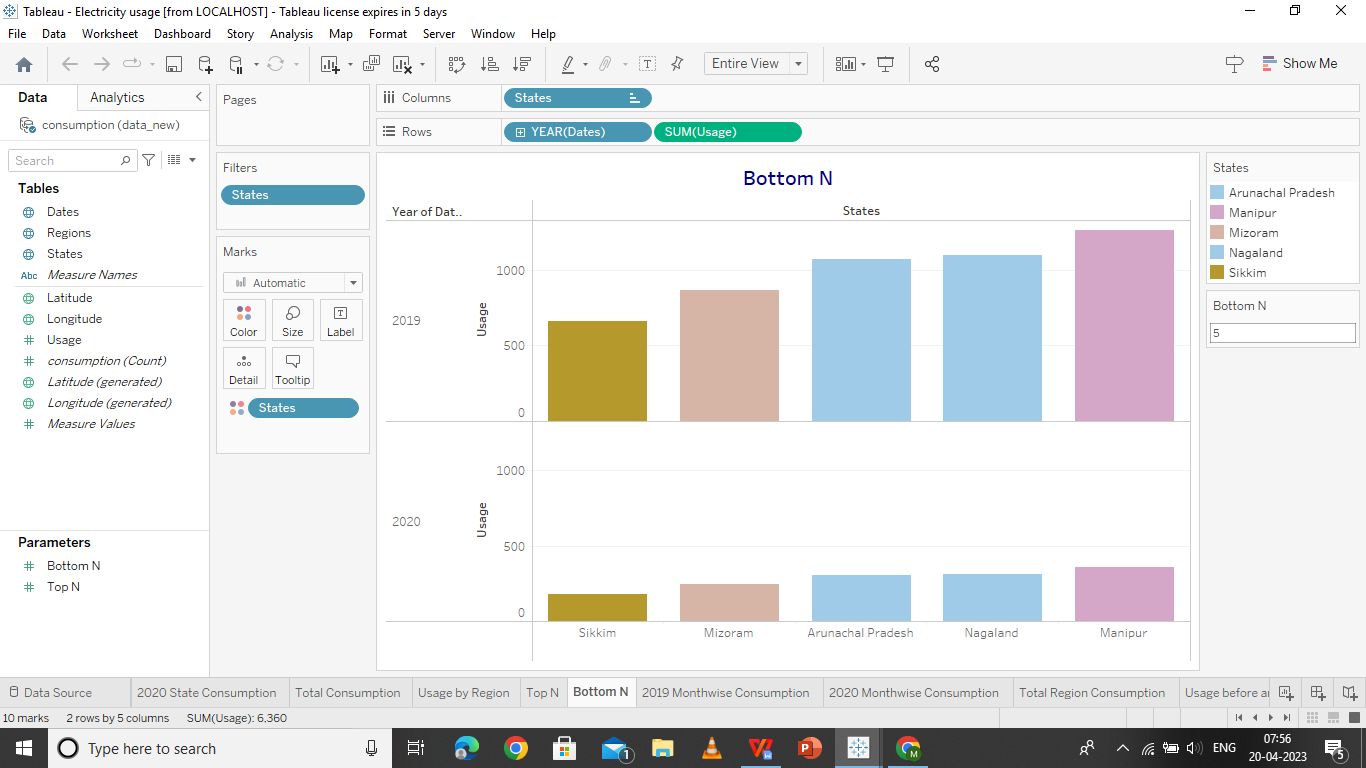 Tableau - Electricity usage [from LOCALHOST] - Tableau license expires in 5 days
File Data Worksheet Dashboard Story Analysis Map Format Server Window Help
Entire View
Show Me
Data Analytics
consumption (data_new)
Search
Tables
Dates
Regions
States
Abc Measure Names
Latitude
Longitude
Usage
consumption (Count)
Latitude (generated)
Longitude (generated)
Measure Values
Parameters
Bottom N
Top N
Pages
Filters
States
Marks
Automatic
Color Size Label
Detail Tooltip
States
Columns States
Rows YEAR(Dates) SUM(Usage)
Bottom N
Year of Dat.. States
2019
Usage
1000
500
0
2020
Usage
1000
500
0
Sikkim Mizoram Arunachal Pradesh Nagaland Manipur
States
Arunachal Pradesh
Manipur
Mizoram
Nagaland
Sikkim
Bottom N
5
Data Source 2020 State Consumption Total Consumption Usage by Region Top N Bottom N 2019 Monthwise Consumption 2020 Monthwise Consumption Total Region Consumption Usage before
10 marks 2 rows by 5 columns SUM(Usage): 6,360
Type here to search
1
W
P
M
ENG
07:56
20-04-2023
5